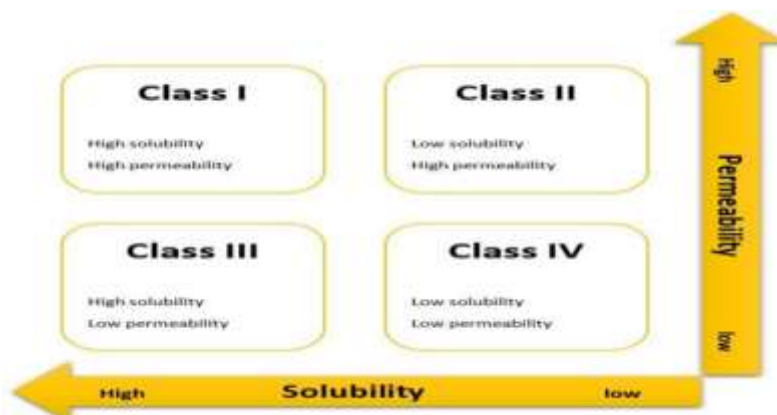 Class I
High solubility
High permeability
Class II
Low solubility
High permeability
High
Permeability
low
Class III
High solubility
Low permeability
Class IV
Low solubility
Low permeability
High Solubility low